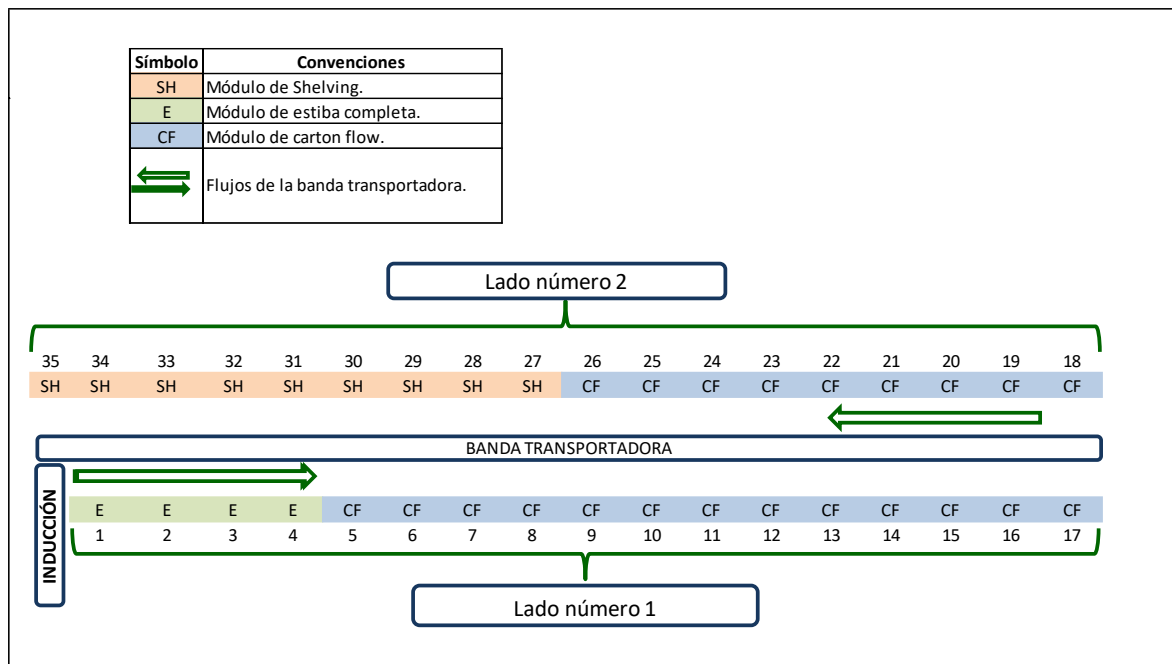 Símbolo Convenciones
SH Módulo de Shelving.
E Módulo de estiba completa.
CF Módulo de carton flow.
Flujos de la banda transportadora.
Lado número 2
35 34 33 32 31 30 29 28 27 26 25 24 23 22 21 20 19 18
SH SH SH SH SH SH SH SH SH CF CF CF CF CF CF CF CF CF
BANDA TRANSPORTADORA
INDUCCIÓN
E E E E CF CF CF CF CF CF CF CF CF CF CF CF CF
1 2 3 4 5 6 7 8 9 10 11 12 13 14 15 16 17
Lado número 1